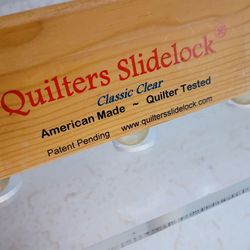 Quilters Slidelock®
Classic Clear
American Made ~ Quilter Tested
Patent Pending www.quiltersslidelock.com